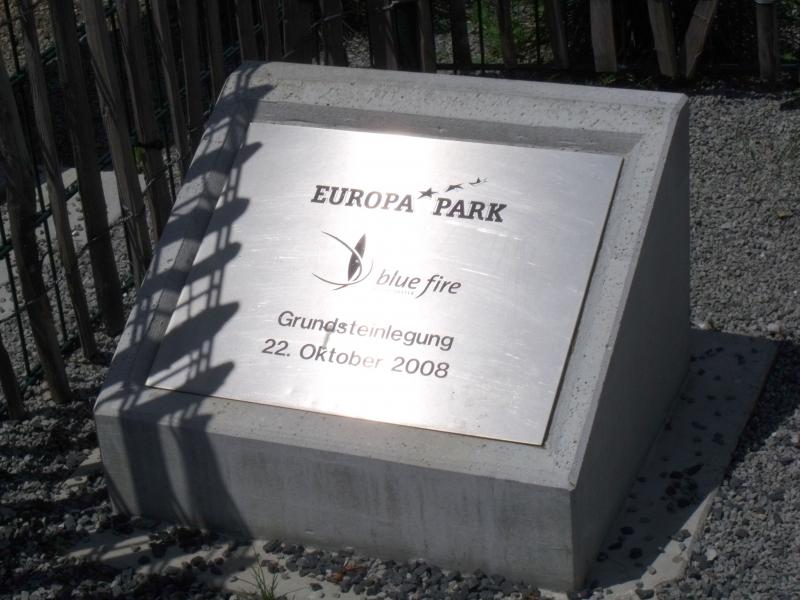 EUROPA PARK
blue fire
Grundsteinlegung
22. Oktober 2008